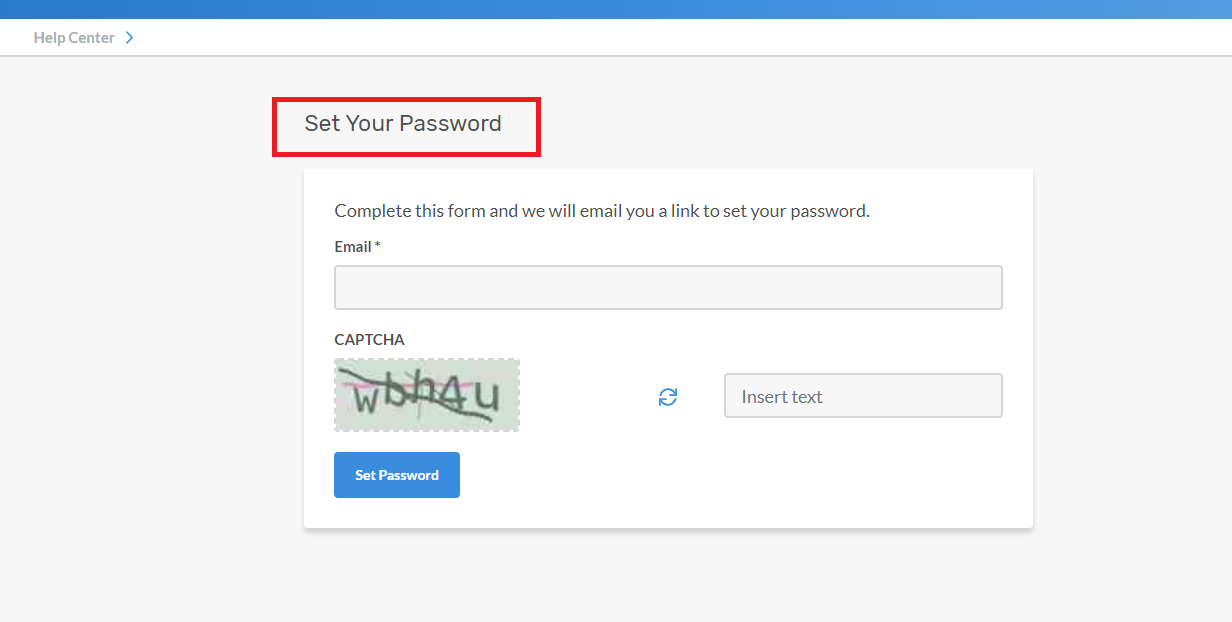 Help Center
Set Your Password
Complete this form and we will email you a link to set your password.
Email *
CAPTCHA
wbh4u
Insert text
Set Password